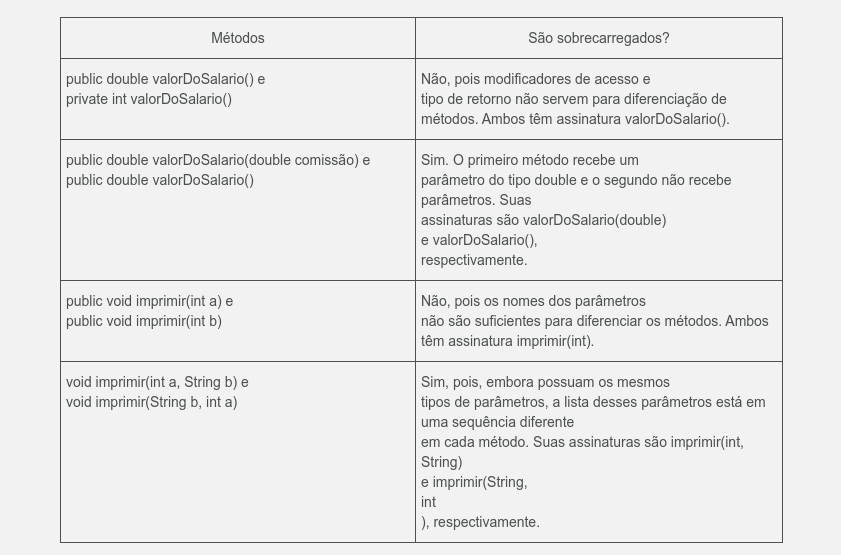 Métodos
São sobrecarregados?
public double valorDoSalario() e
private int valorDoSalario()
Não, pois modificadores de acesso e
tipo de retorno não servem para diferenciação de
métodos. Ambos têm assinatura valorDoSalario().
public double valorDoSalario(double comissão) e
public double valorDoSalario()
Sim. O primeiro método recebe um
parâmetro do tipo double e o segundo não recebe
parâmetros. Suas
assinaturas são valorDoSalario(double)
e valorDoSalario(),
respectivamente.
public void imprimir(int a) e
public void imprimir(int b)
Não, pois os nomes dos parâmetros
não são suficientes para diferenciar os métodos. Ambos
têm assinatura imprimir(int).
void imprimir(int a, String b) e
void imprimir(String b, int a)
Sim, pois, embora possuam os mesmos
tipos de parâmetros, a lista desses parâmetros está em
uma sequência diferente
em cada método. Suas assinaturas são imprimir(int,
String)
e imprimir(String,
int
), respectivamente.